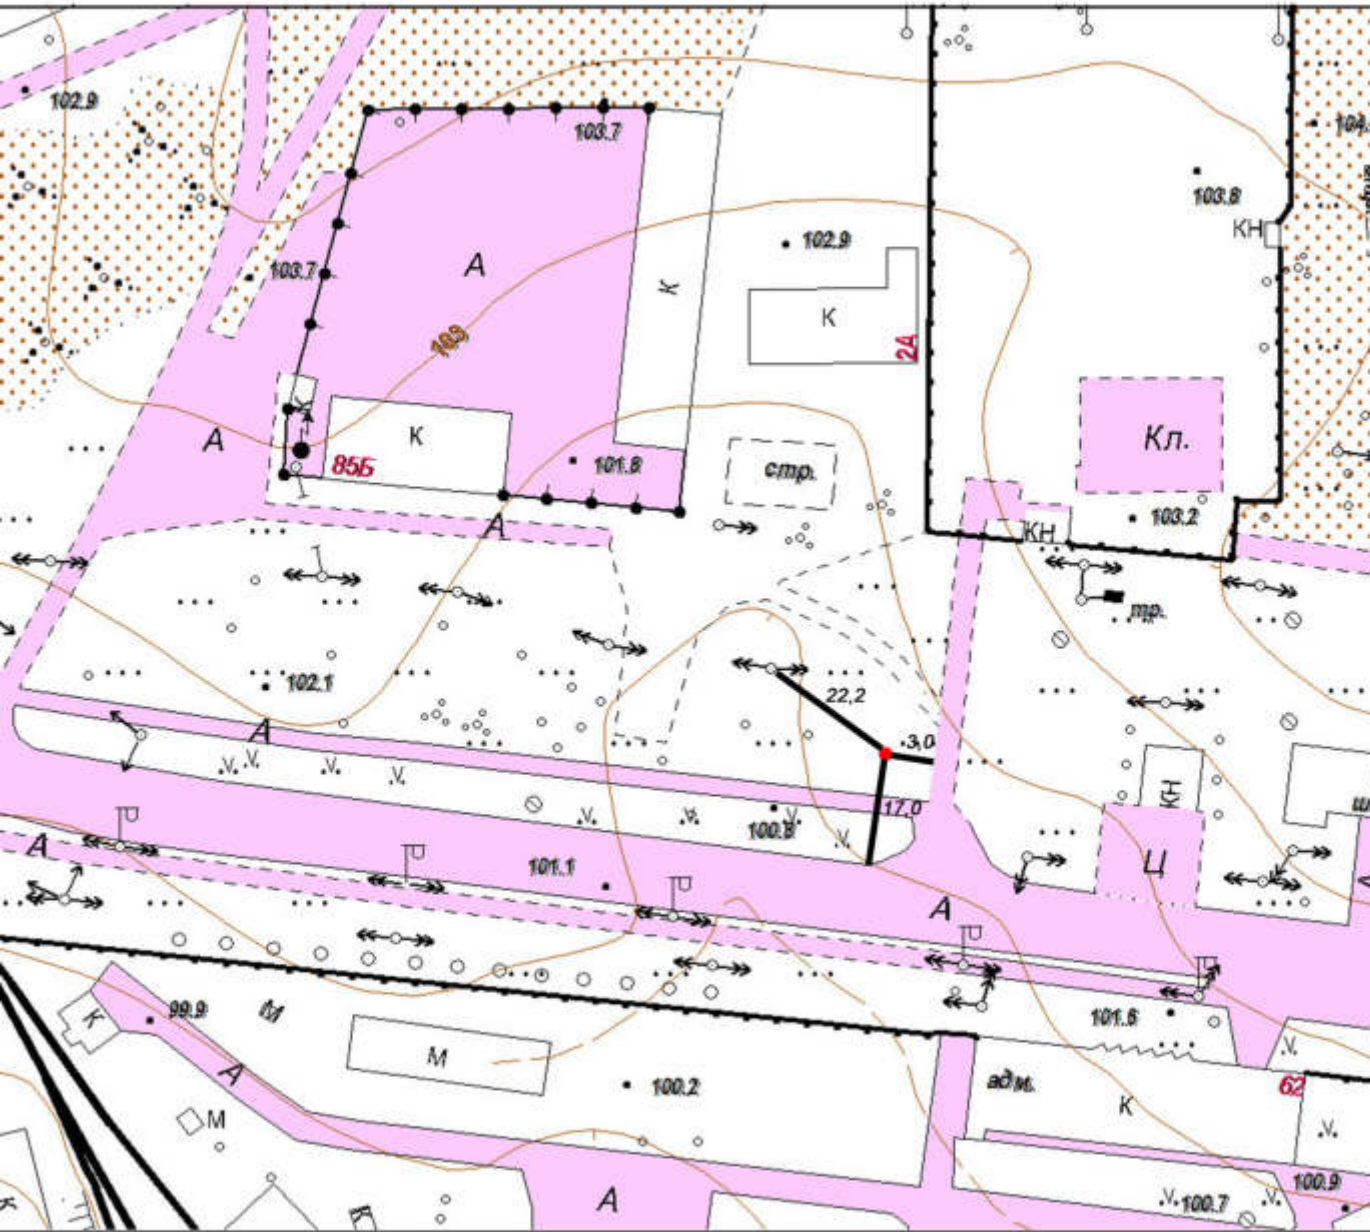 102.9
103.7
104.
103.8
КН
102.9
А
103.7
К
К
2А
103
К
Кл.
А
К
85Б
101.8
стр.
103.2
А
КН
тр.
102.1
22,2
А
3,0
КН
17,0
100.8
ш
А
101.1
Ц
А
99.9
М
101.6
К
М
адм.
А
100.2
62
К
М
А
100.9
100.7
К
К